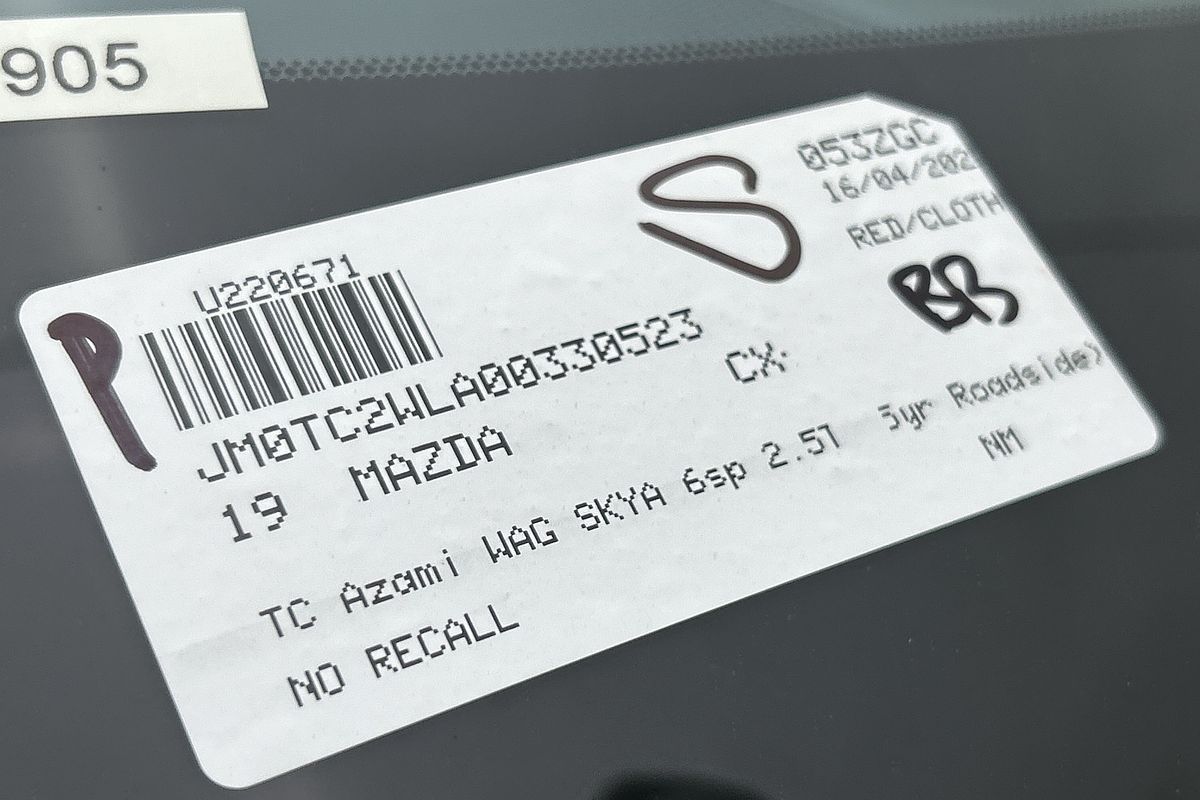 905
053ZGC
16/04/202
RED/CLOTH
S
BB
U220671
P
JM0TC2WLA00330523
19 MAZDA CX-
TC Azami WAG SKYA 6sp 2.5T 5yr Roadside)
NM
NO RECALL